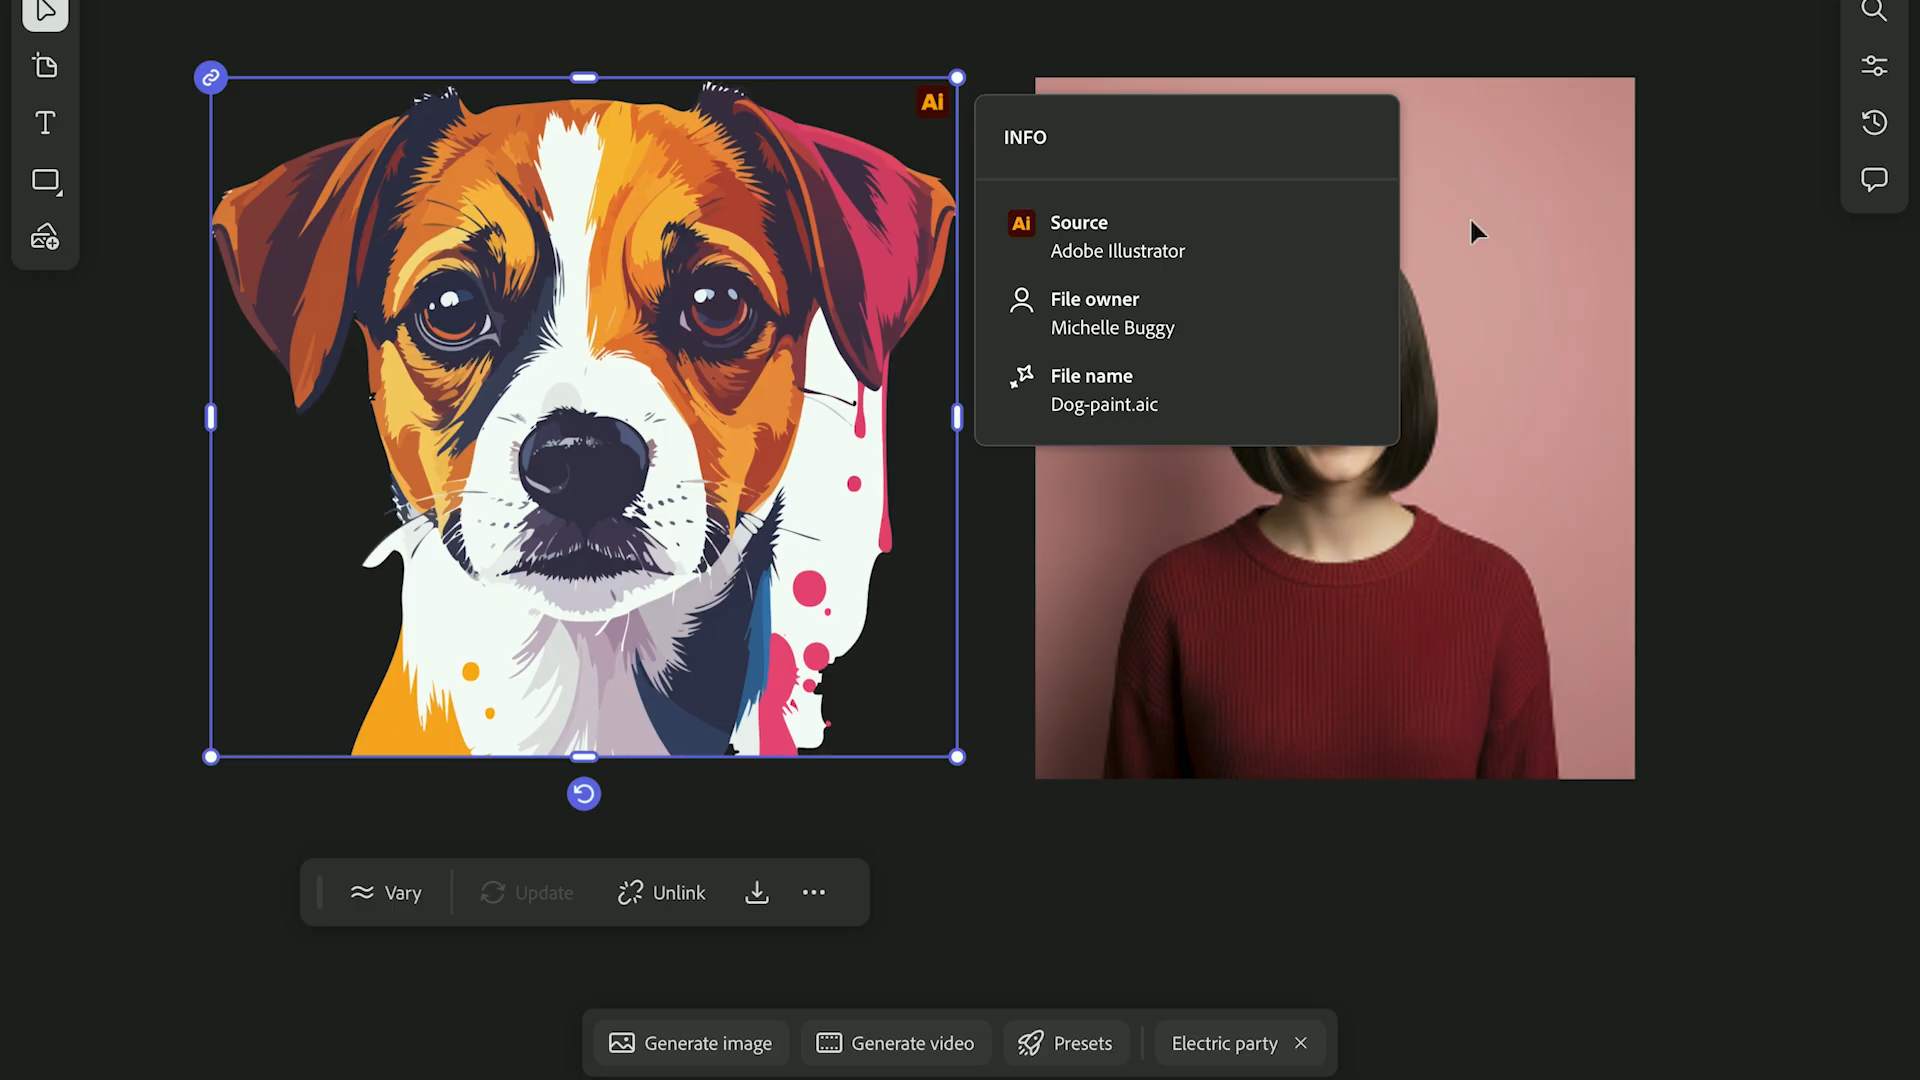 T
Ai
INFO
Ai
Source
Adobe Illustrator
File owner
Michelle Buggy
File name
Dog-paint.aic
Vary
Update
Unlink
Generate image
Generate video
Presets
Electric party